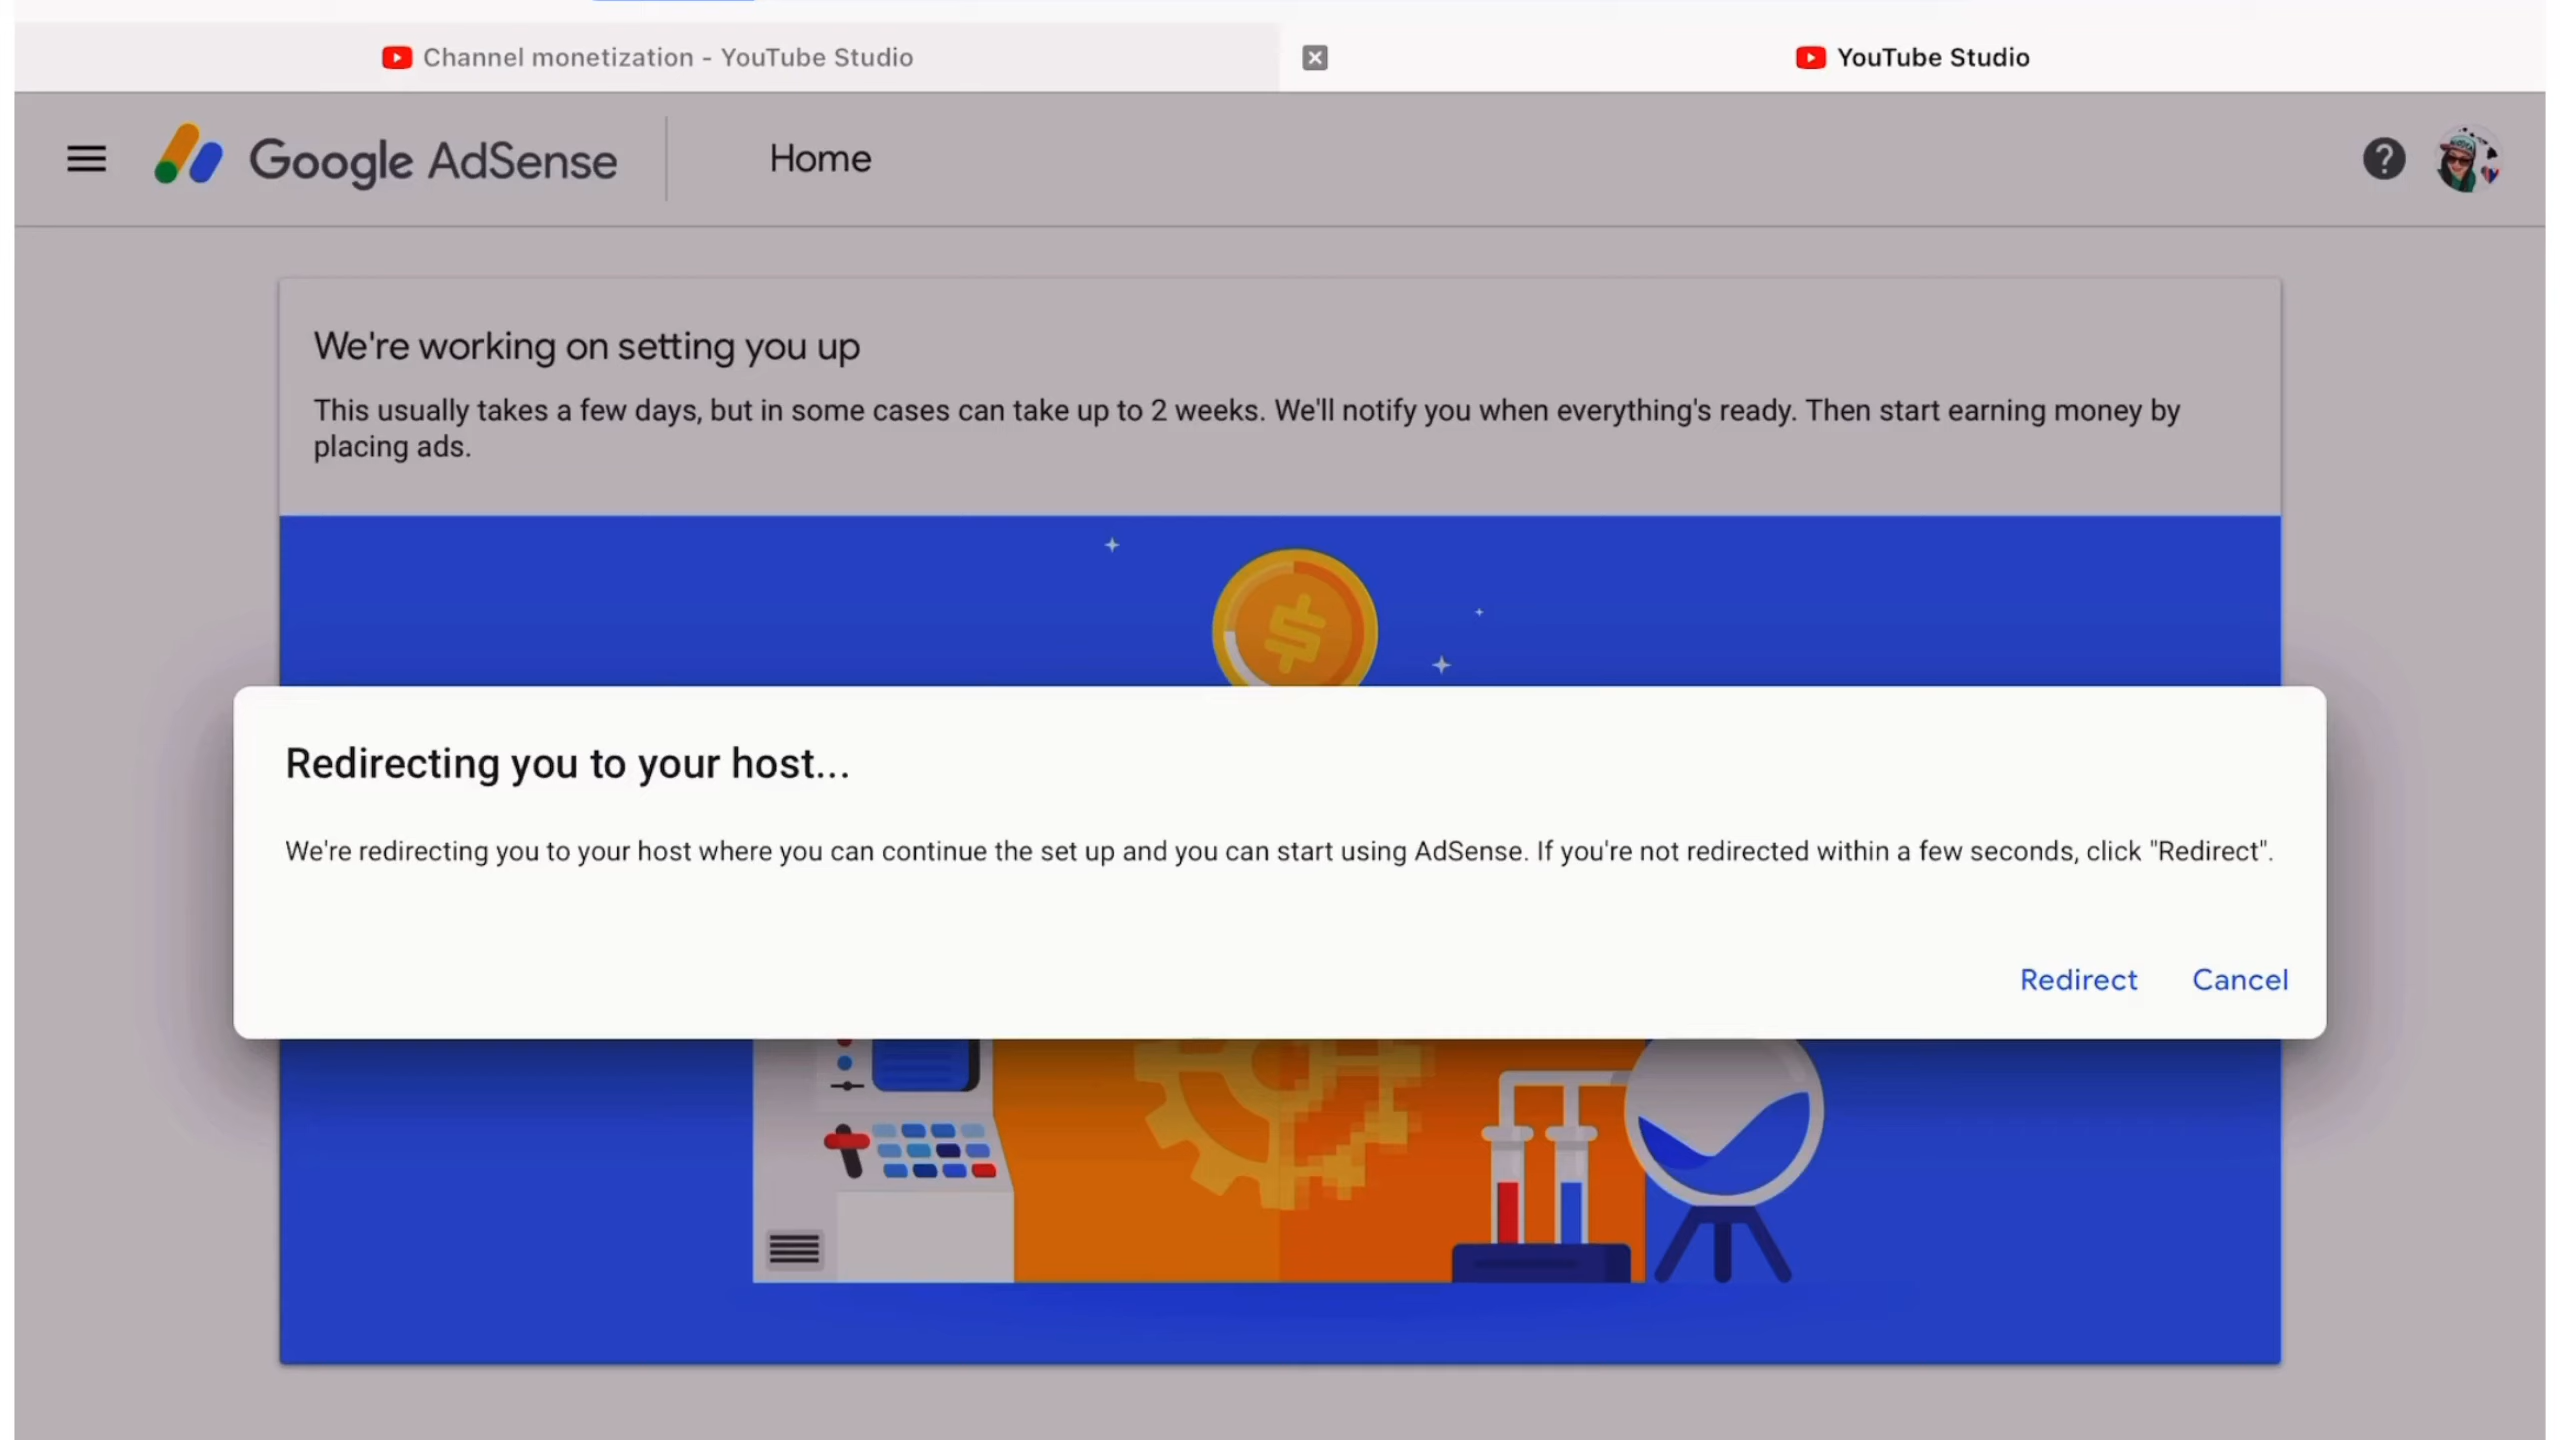 Channel monetization - YouTube Studio
YouTube Studio
Google AdSense
Home
We're working on setting you up
This usually takes a few days, but in some cases can take up to 2 weeks. We'll notify you when everything's ready. Then start earning money by
placing ads.
Redirecting you to your host...
We're redirecting you to your host where you can continue the set up and you can start using AdSense. If you're not redirected within a few seconds, click "Redirect".
Redirect
Cancel